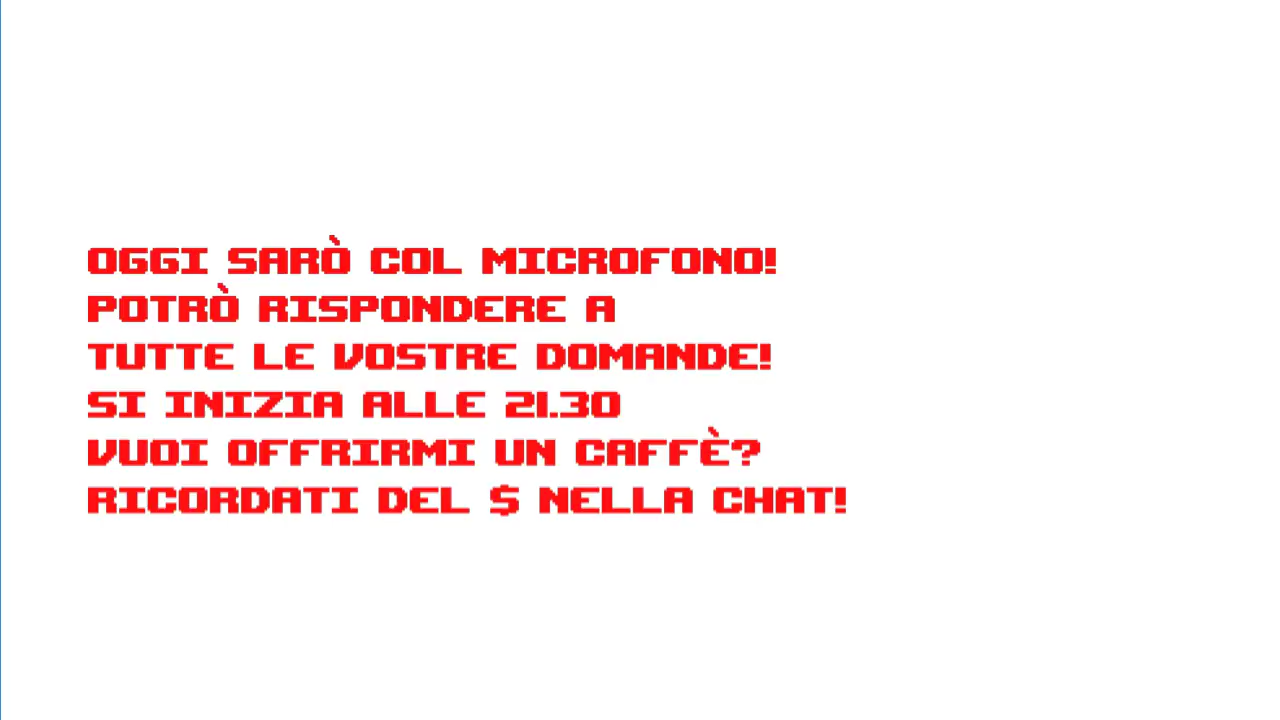 OGGI SARÒ COL MICROFONO!
POTRÒ RISPONDERE A
TUTTE LE VOSTRE DOMANDE!
SI INIZIA ALLE 21.30
VUOI OFFRIRMI UN CAFFÈ?
RICORDATI DEL $ NELLA CHAT!